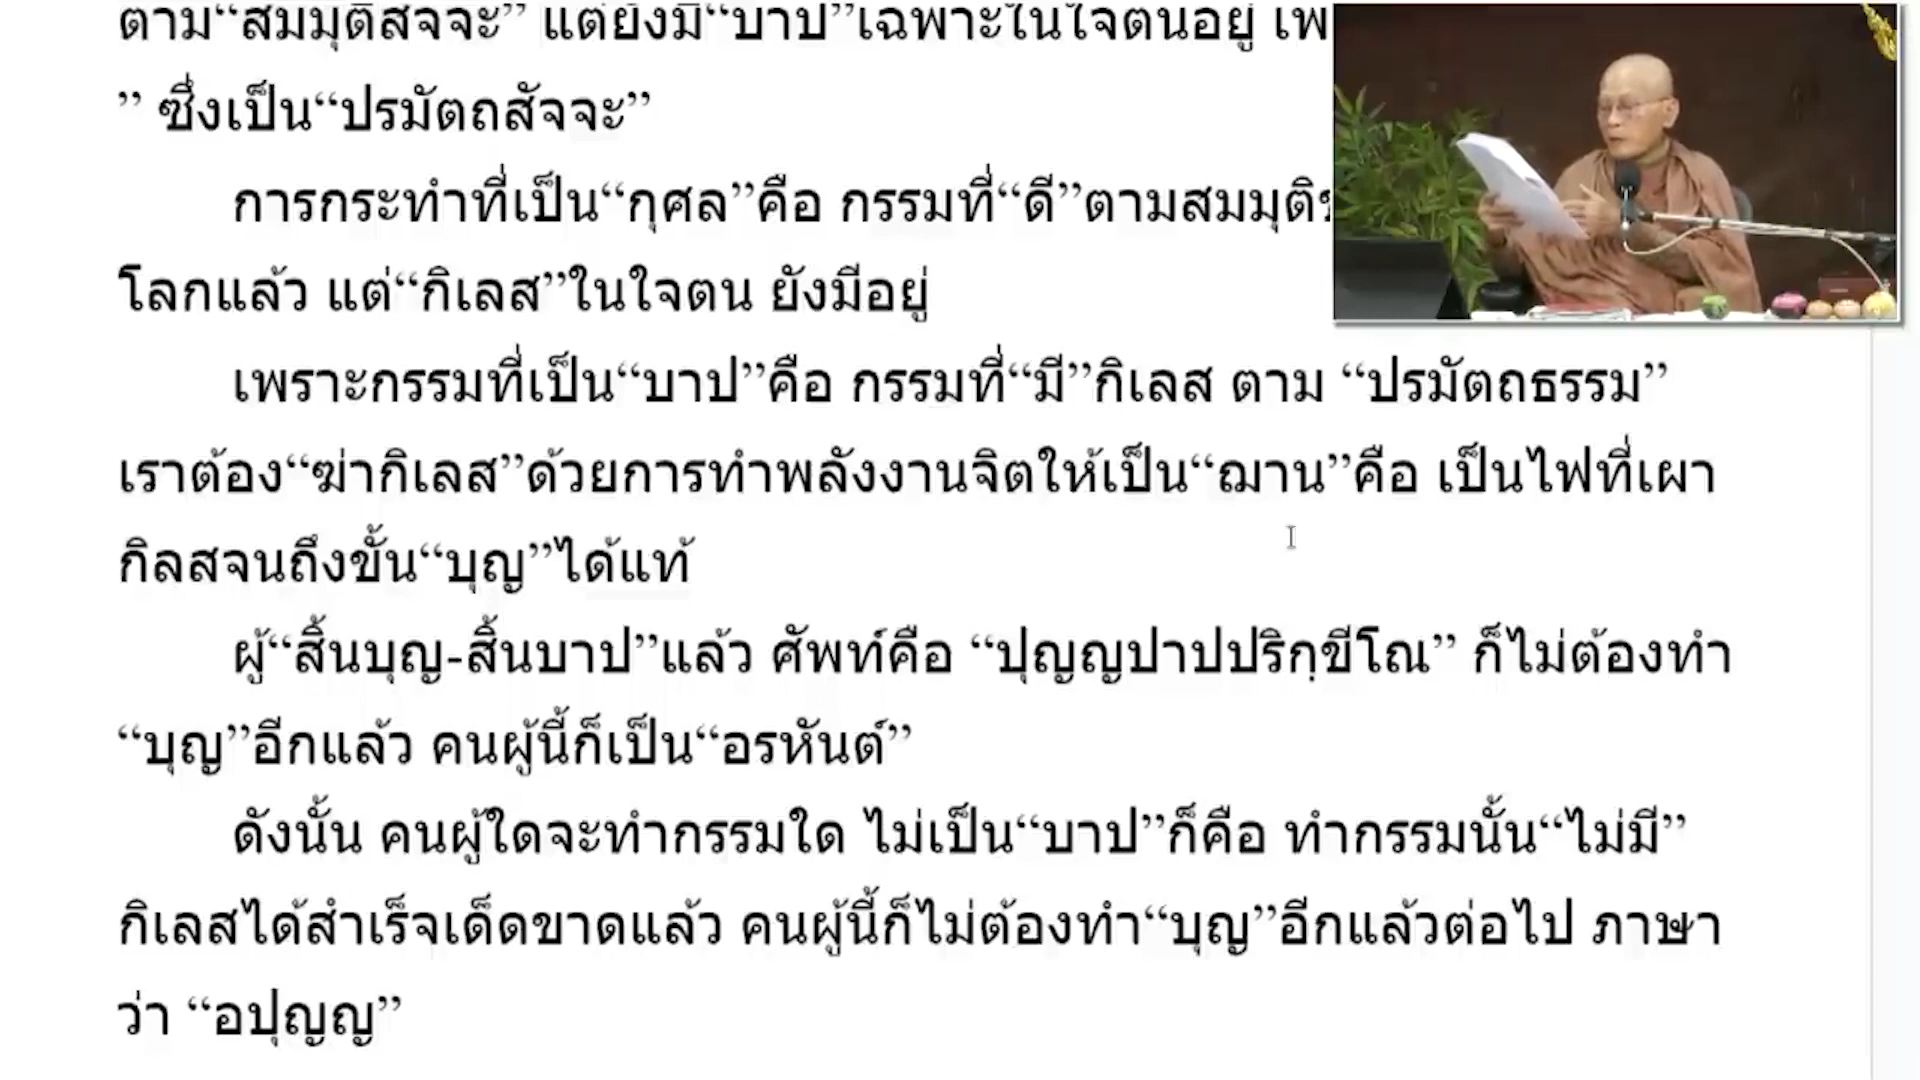 ตาม“สมมุติสัจจะ” แต่ยังมี“บาป”เฉพาะในใจตนอยู่
” ซึ่งเป็น“ปรมัตถสัจจะ”
การกระทำที่เป็น“กุศล”คือ กรรมที่“ดี”ตามสมมุติ
โลกแล้ว แต่“กิเลส”ในใจตน ยังมีอยู่
เพราะกรรมที่เป็น“บาป”คือ กรรมที่“มี”กิเลส ตาม “ปรมัตถธรรม”
เราต้อง“ฆ่ากิเลส”ด้วยการทำพลังงานจิตให้เป็น“ฌาน”คือ เป็นไฟที่เผา
กิลสจนถึงขั้น“บุญ”ได้แท้
ผู้“สิ้นบุญ-สิ้นบาป”แล้ว ศัพท์คือ “ปุญญปาปปริกฺขีโณ” ก็ไม่ต้องทำ
“บุญ”อีกแล้ว คนผู้นี้ก็เป็น“อรหันต์”
ดังนั้น คนผู้ใดจะทำกรรมใด ไม่เป็น“บาป”ก็คือ ทำกรรมนั้น“ไม่มี”
กิเลสได้สำเร็จเด็ดขาดแล้ว คนผู้นี้ก็ไม่ต้องทำ“บุญ”อีกแล้วต่อไป ภาษา
ว่า “อปุญญ”